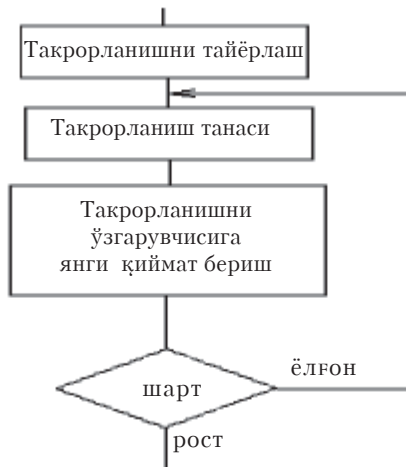 Такрорланишни тайёрлаш
Такрорланиш танаси
Такрорланишни
ўзгарувчисига
янги қиймат бериш
ёлғон
шарт
рост